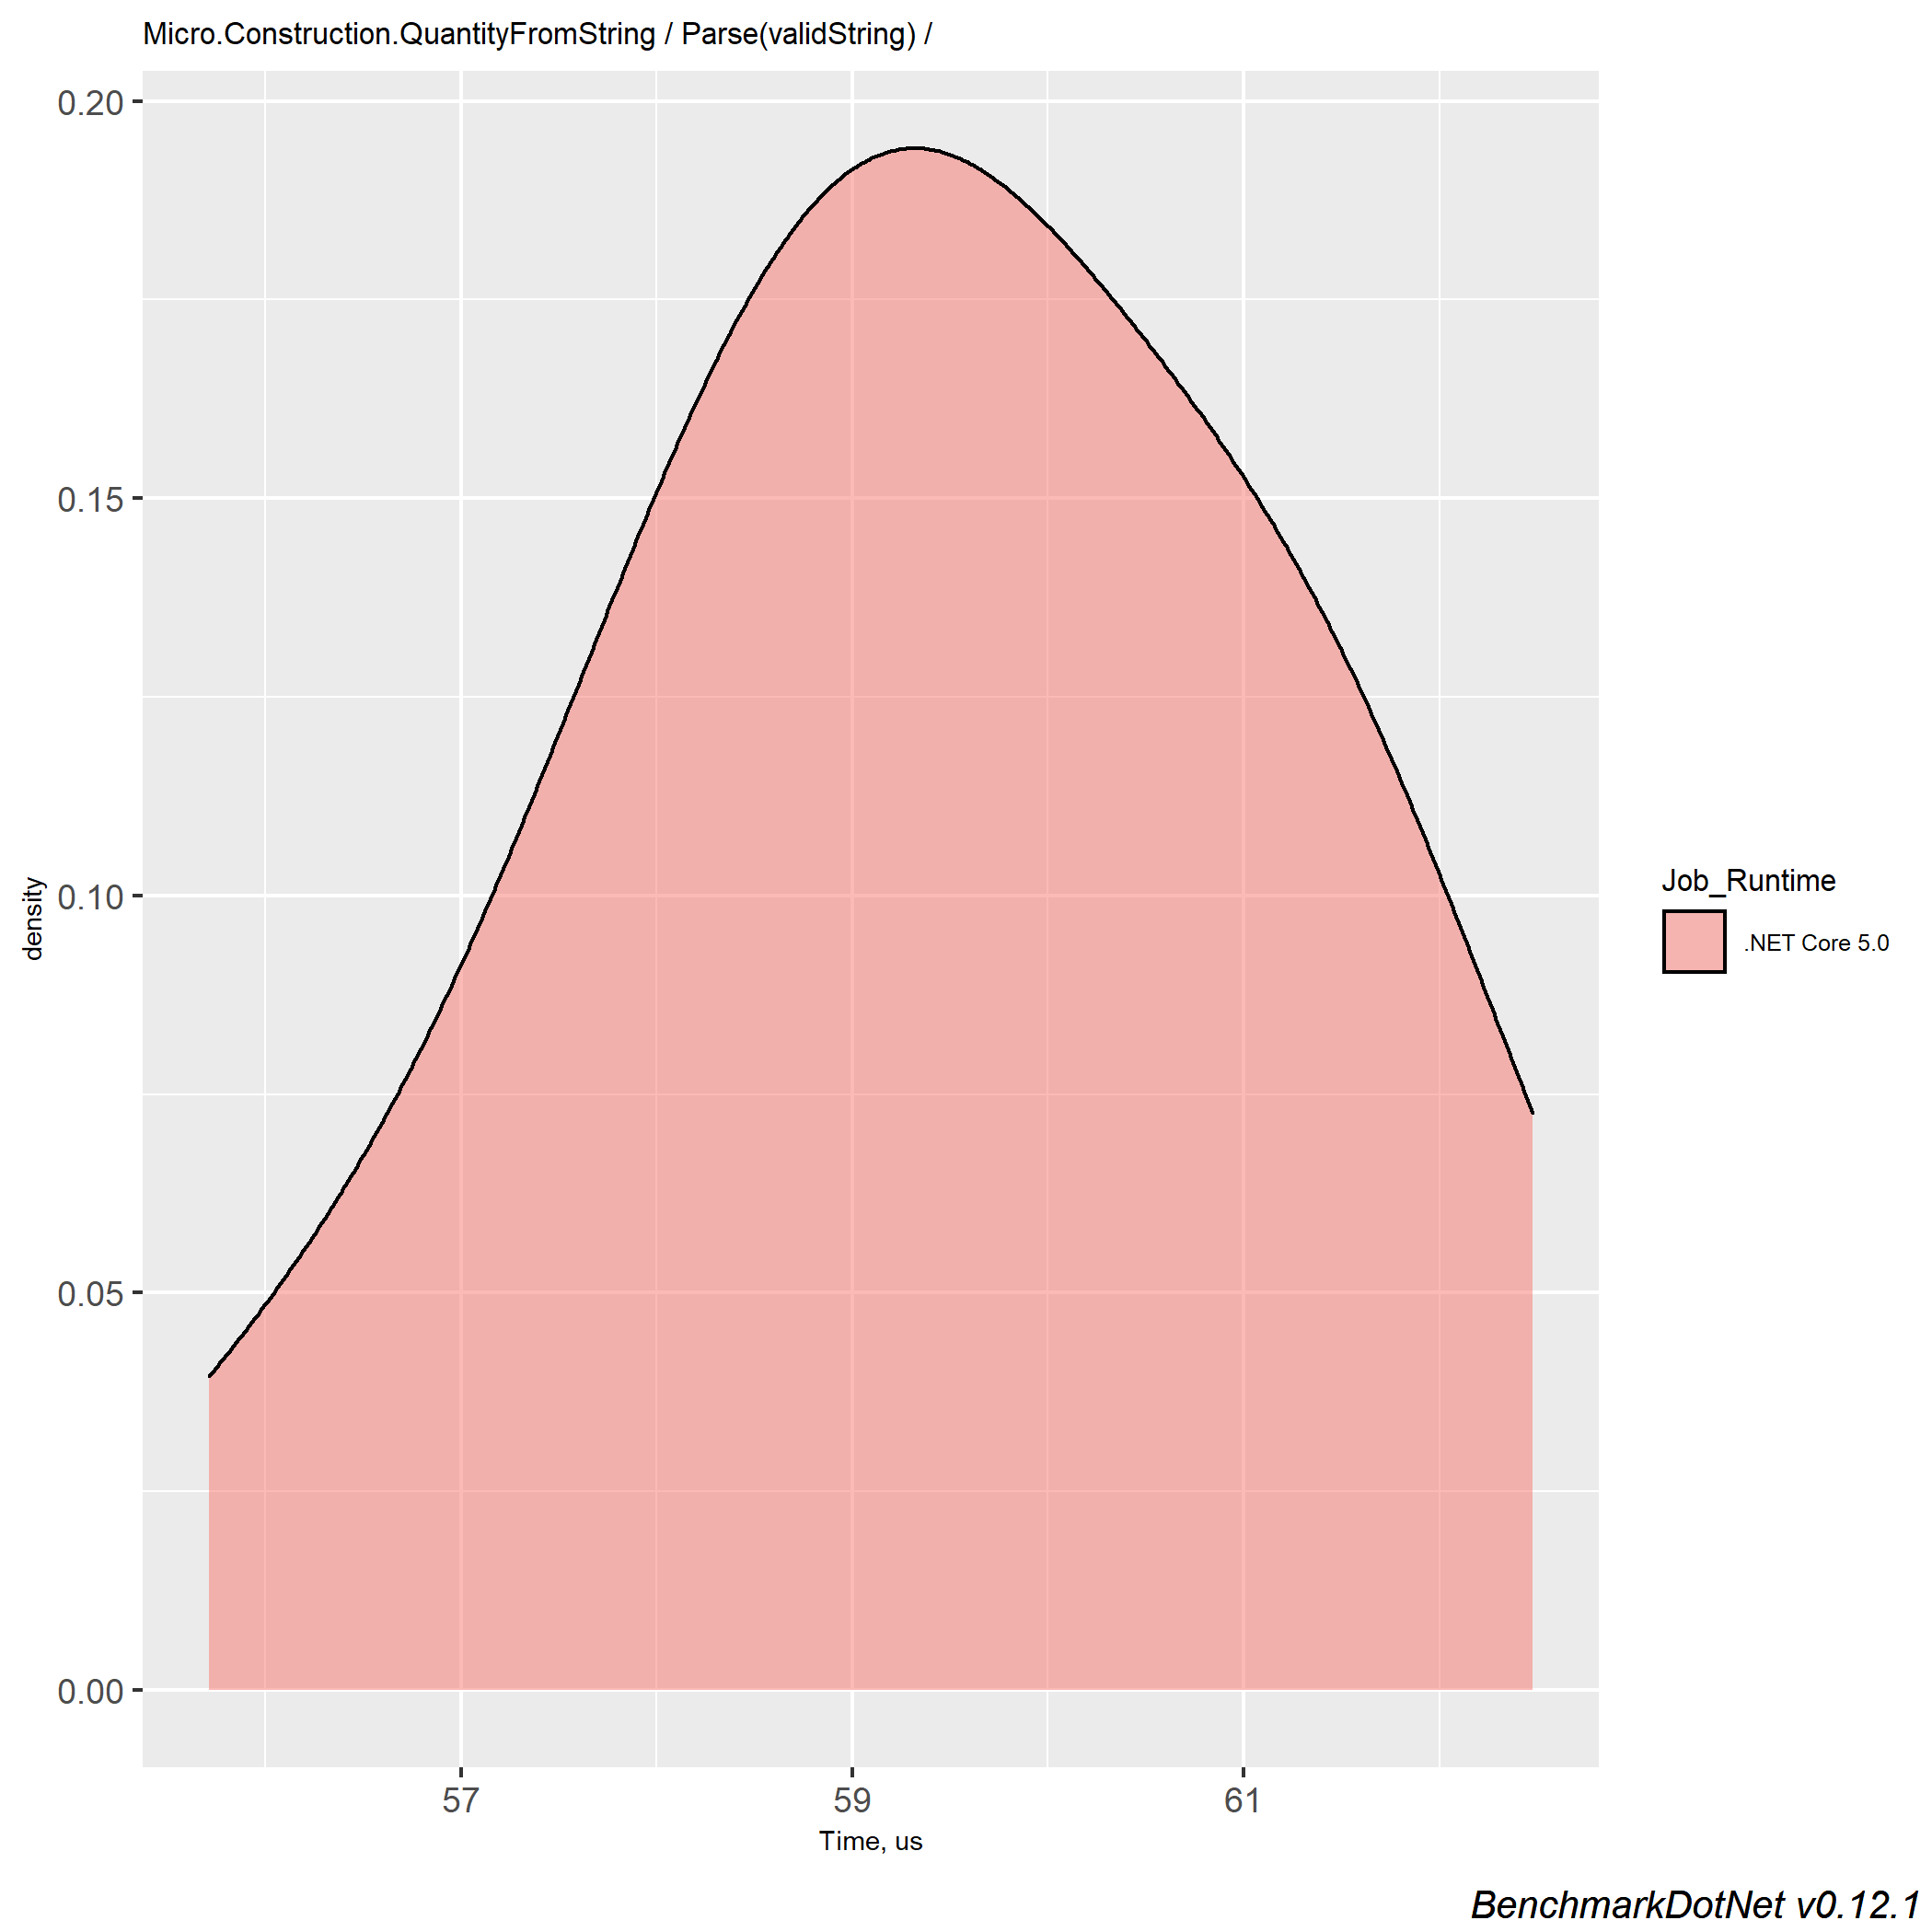 Micro.Construction.QuantityFromString / Parse(validString) /
0.20
0.15
0.10
0.05
0.00
density
57 59 61
Time, us
Job_Runtime
.NET Core 5.0
BenchmarkDotNet v0.12.1